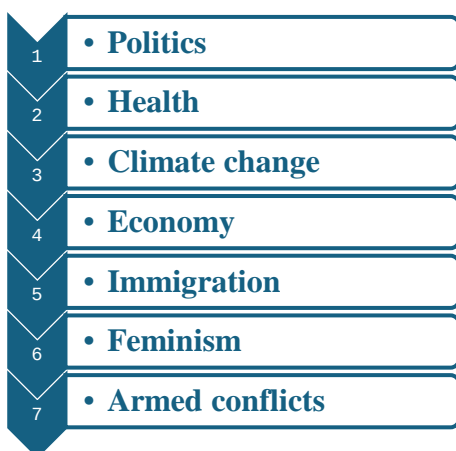 1 • Politics
2 • Health
3 • Climate change
4 • Economy
5 • Immigration
6 • Feminism
7 • Armed conflicts